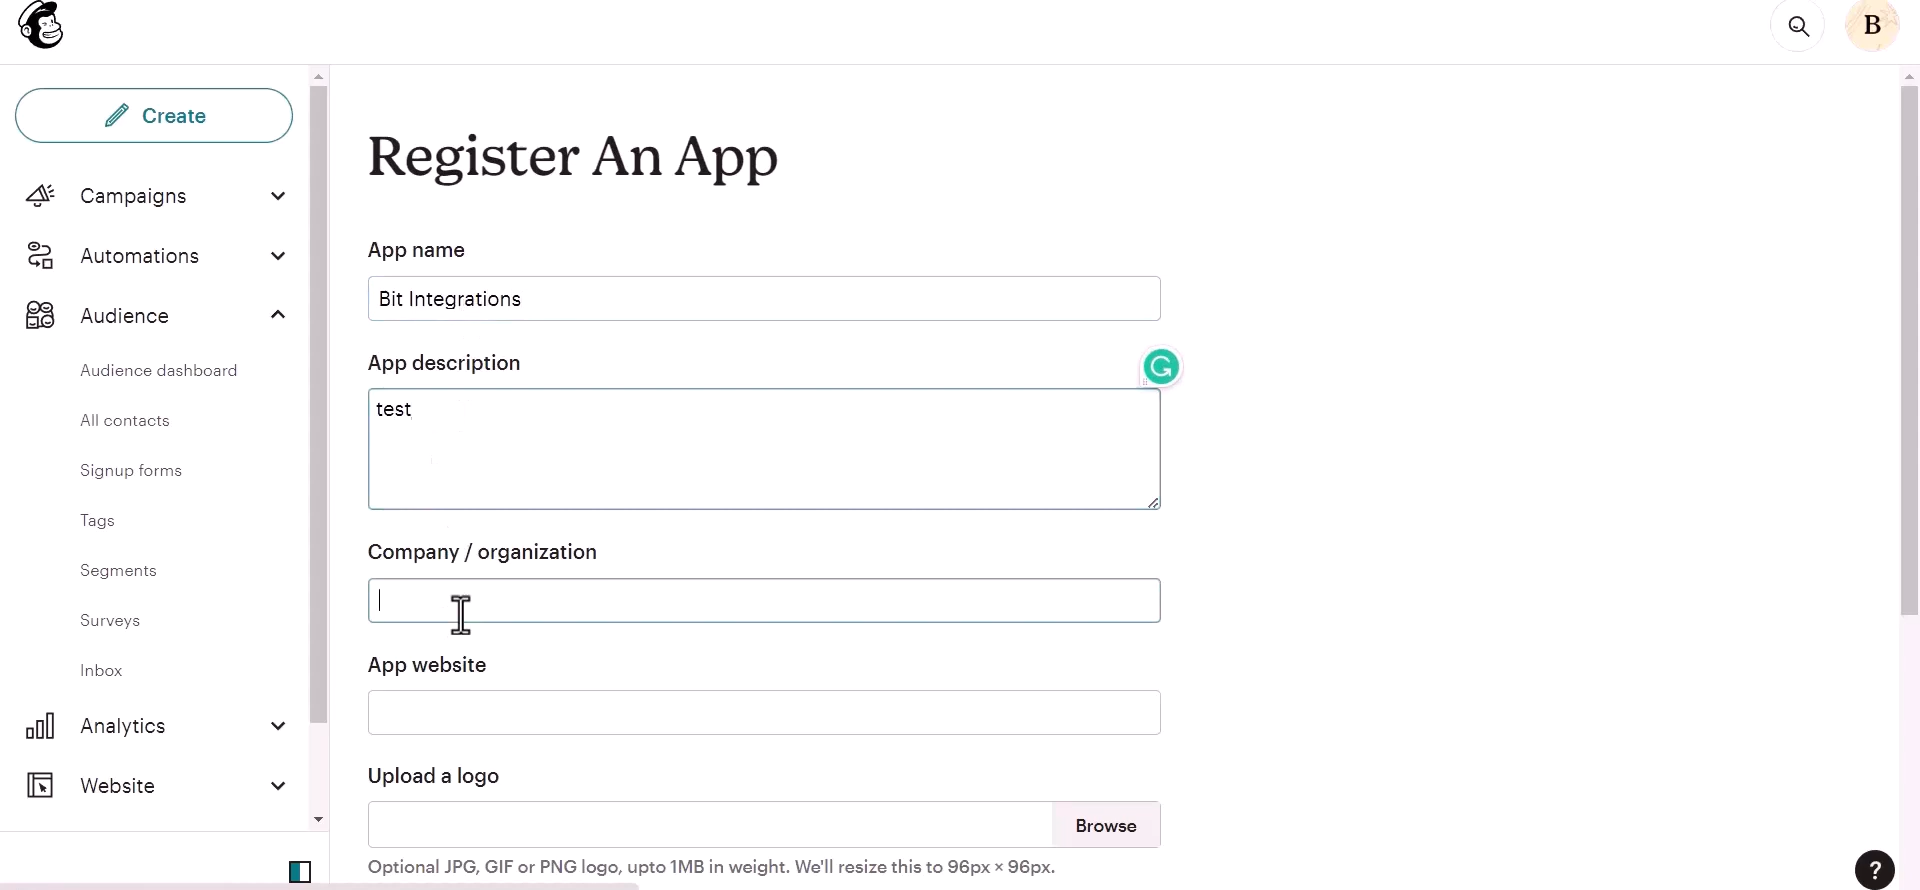 B
Create
Campaigns
Automations
Audience
Audience dashboard
All contacts
Signup forms
Tags
Segments
Surveys
Inbox
Analytics
Website
Register An App
App name
Bit Integrations
App description
test
Company / organization
App website
Upload a logo
Browse
Optional JPG, GIF or PNG logo, upto 1MB in weight. We'll resize this to 96px × 96px.
?